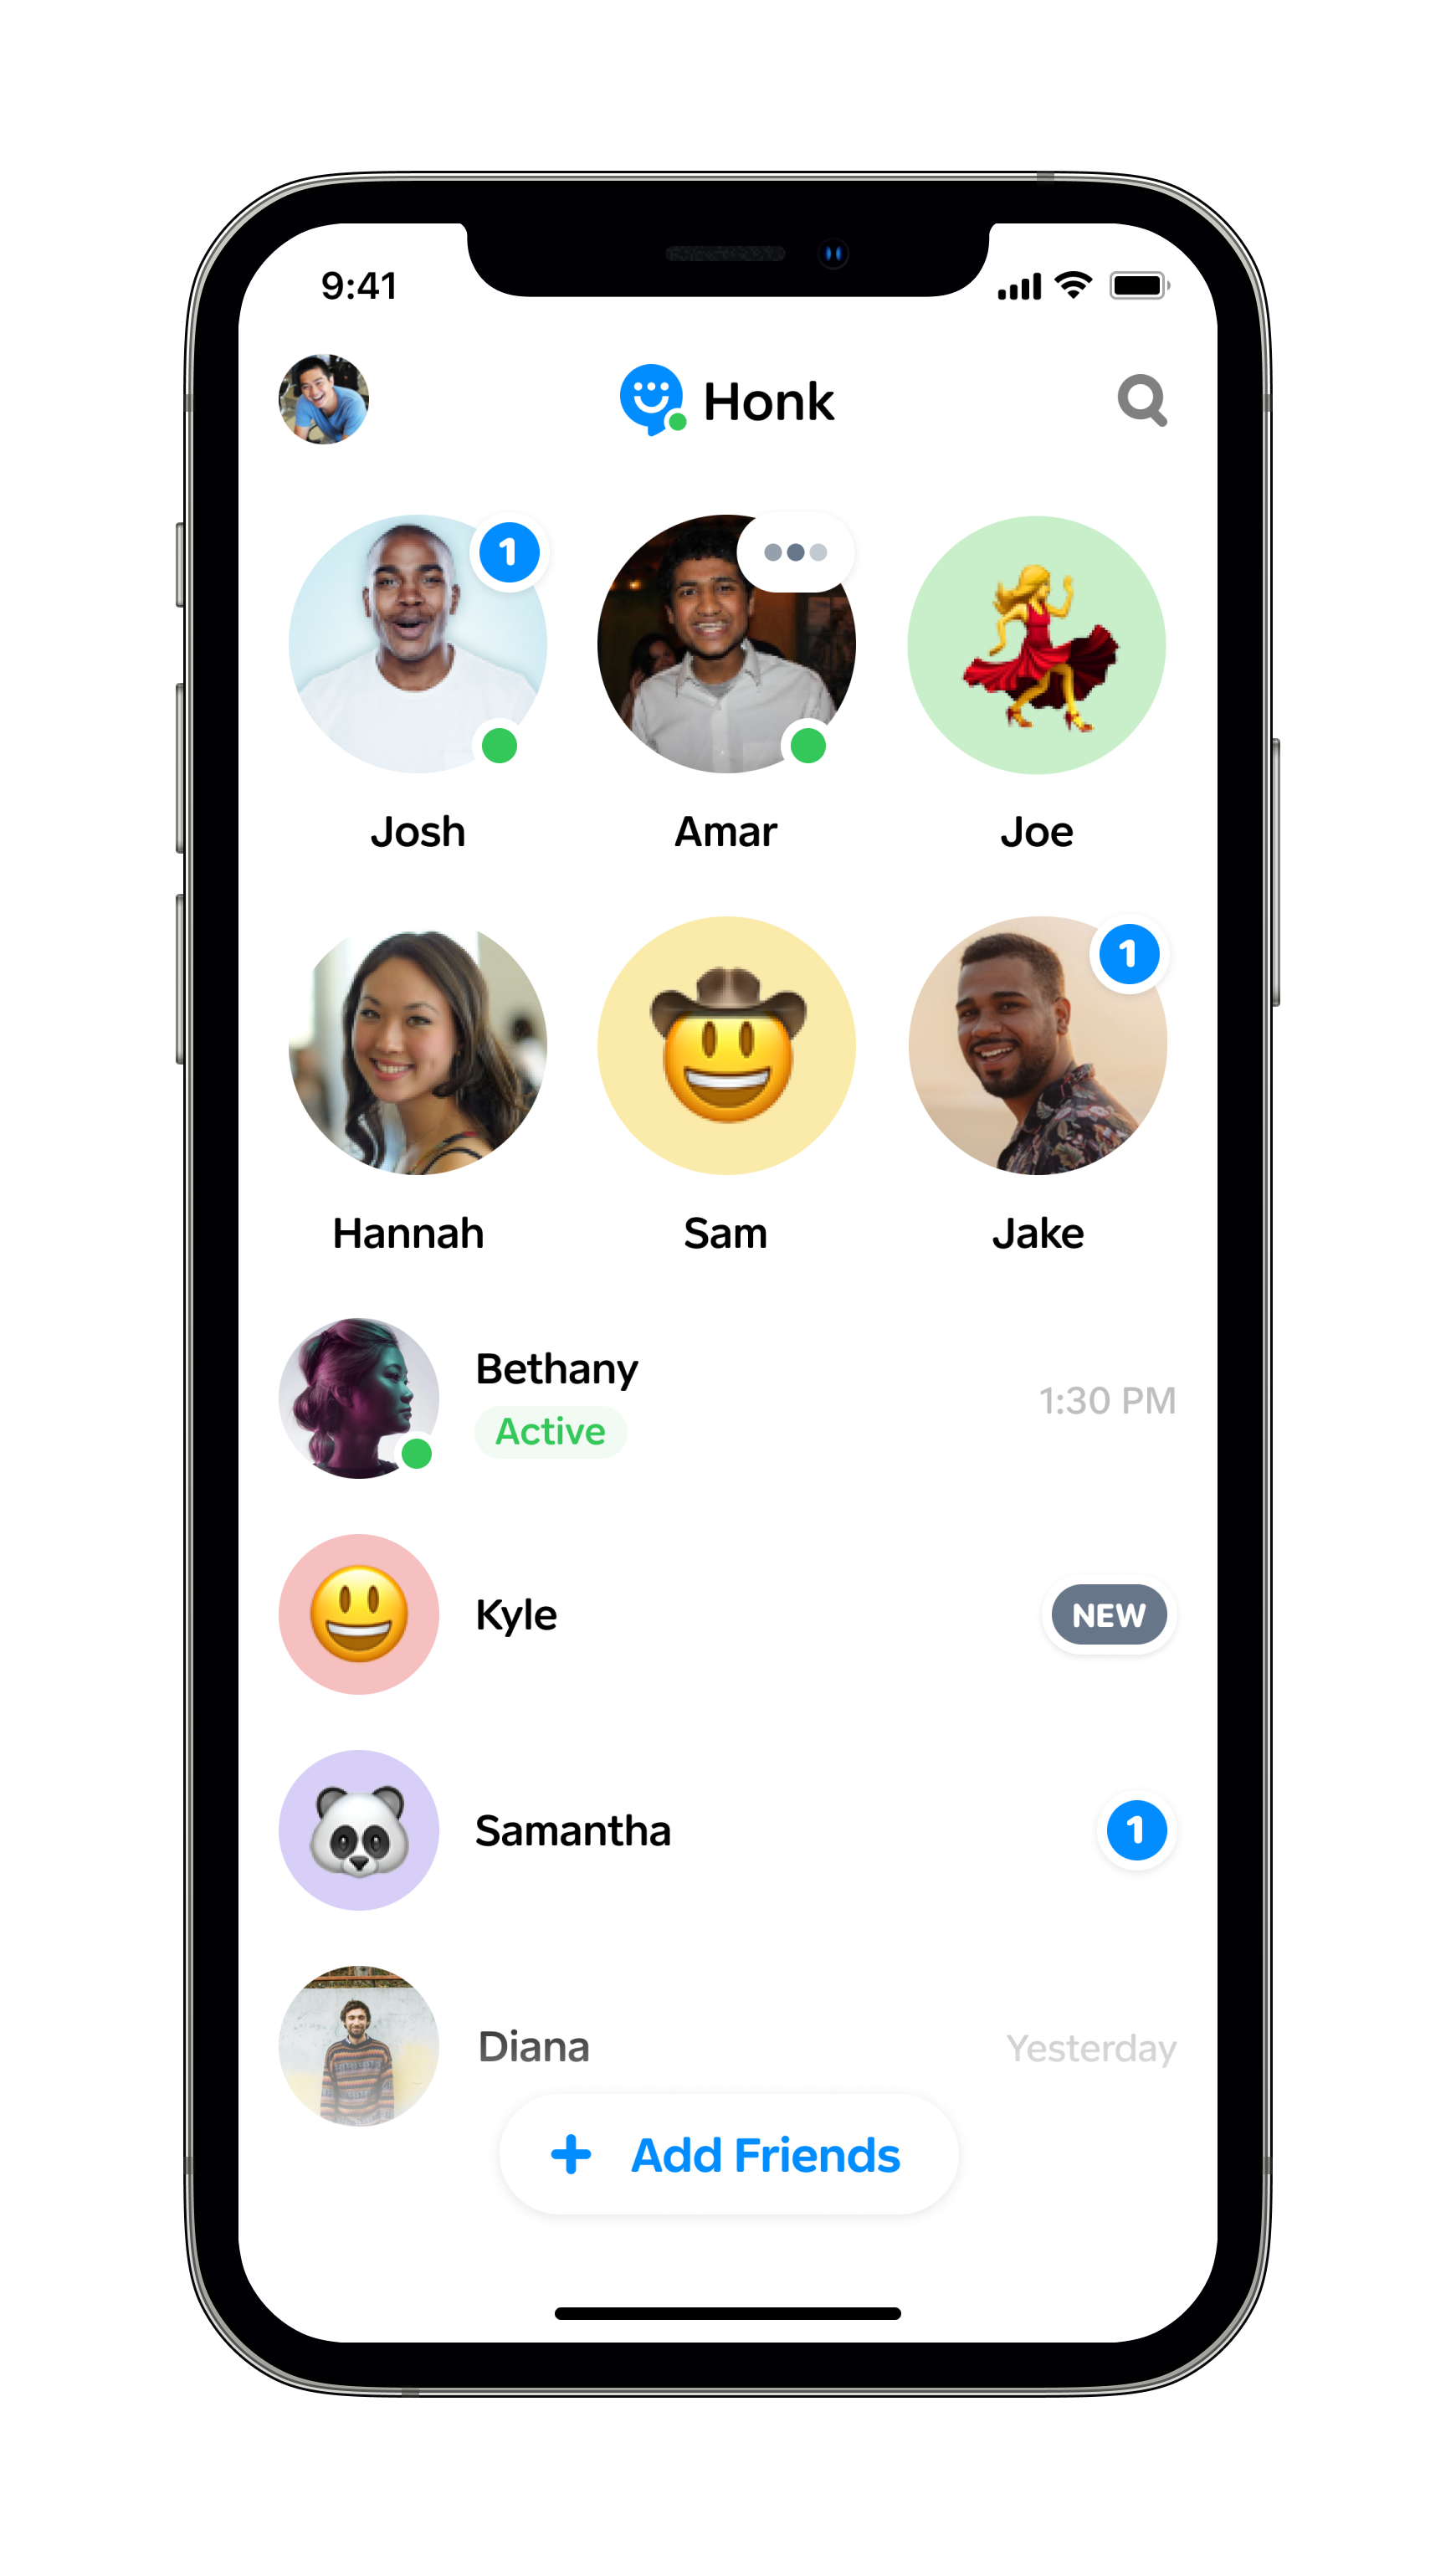 9:41
Honk
1
Josh
Amar
Joe
1
Hannah
Sam
Jake
Bethany
Active
1:30 PM
Kyle
NEW
Samantha
1
Diana
Yesterday
+ Add Friends